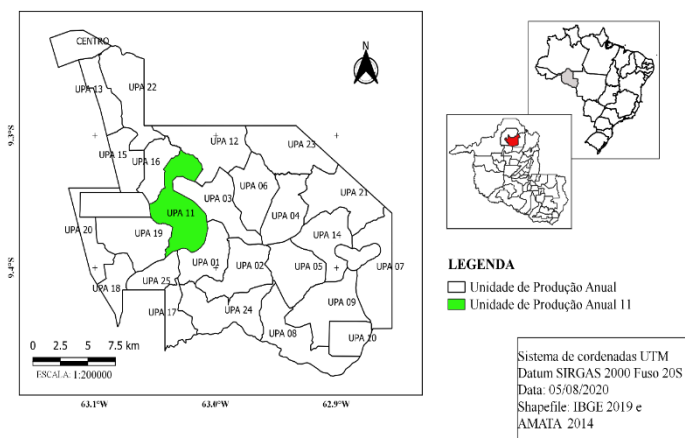 CENTRO
N
UPA 13
UPA 22
9.3°S
UPA 12
UPA 23
UPA 15
UPA 16
UPA 06
UPA 03
UPA 21
UPA 11
UPA 04
UPA 20
UPA 19
UPA 14
9.4°S
UPA 01
UPA 02
UPA 05
UPA 07
UPA 18
UPA 25
UPA 09
UPA 17
UPA 24
UPA 08
UPA 10
0 2.5 5 7.5 km
ESCALA: 1:200000
63.1°W 63.0°W 62.9°W
LEGENDA
Unidade de Produção Anual
Unidade de Produção Anual 11
Sistema de cordenadas UTM
Datum SIRGAS 2000 Fuso 20S
Data: 05/08/2020
Shapefile: IBGE 2019 e
AMATA 2014